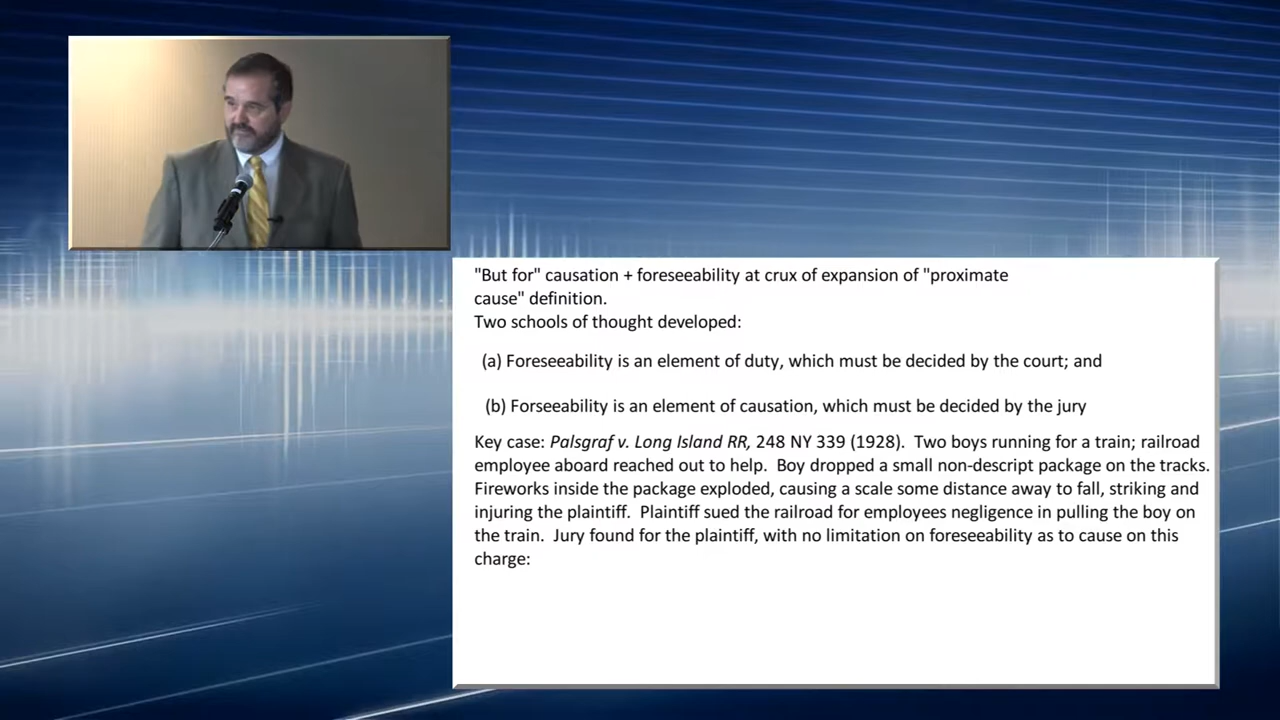 "But for" causation + foreseeability at crux of expansion of "proximate
cause" definition.
Two schools of thought developed:
(a) Foreseeability is an element of duty, which must be decided by the court; and
(b) Forseeability is an element of causation, which must be decided by the jury
Key case: Palsgraf v. Long Island RR, 248 NY 339 (1928).  Two boys running for a train; railroad
employee aboard reached out to help.  Boy dropped a small non-descript package on the tracks.
Fireworks inside the package exploded, causing a scale some distance away to fall, striking and
injuring the plaintiff.  Plaintiff sued the railroad for employees negligence in pulling the boy on
the train.  Jury found for the plaintiff, with no limitation on foreseeability as to cause on this
charge: